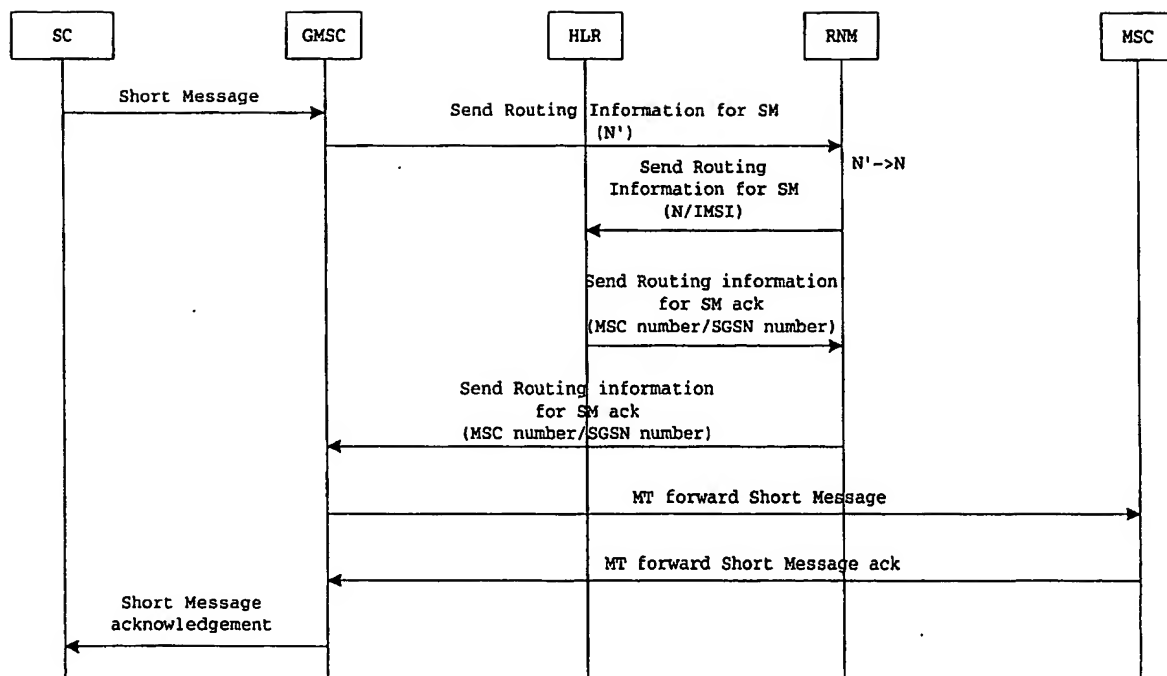 SC
GMSC
HLR
RNM
MSC
Short Message
Send Routing Information for SM
(N')
N'->N
Send Routing
Information for SM
(N/IMSI)
Send Routing information
for SM ack
(MSC number/SGSN number)
Send Routing information
for SM ack
(MSC number/SGSN number)
MT forward Short Message
MT forward Short Message ack
Short Message
acknowledgement